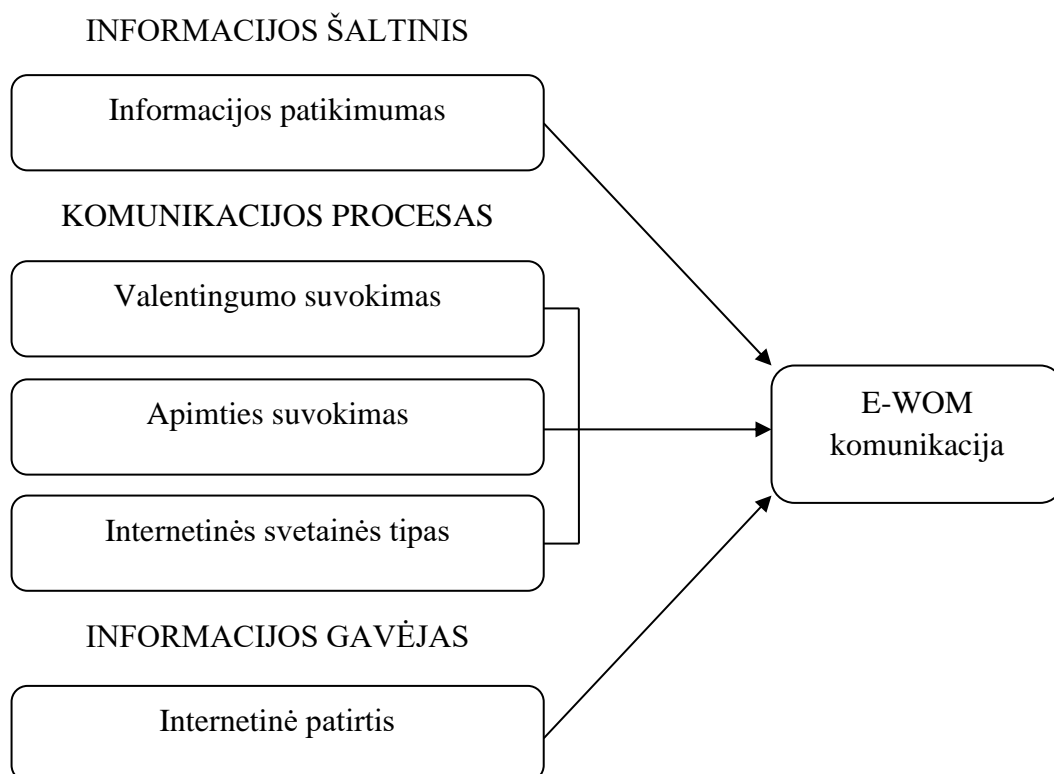 INFORMACIJOS ŠALTINIS
Informacijos patikimumas
KOMUNIKACIJOS PROCESAS
Valentingumo suvokimas
Apimties suvokimas
Internetinės svetainės tipas
E-WOM
komunikacija
INFORMACIJOS GAVĖJAS
Internetinė patirtis